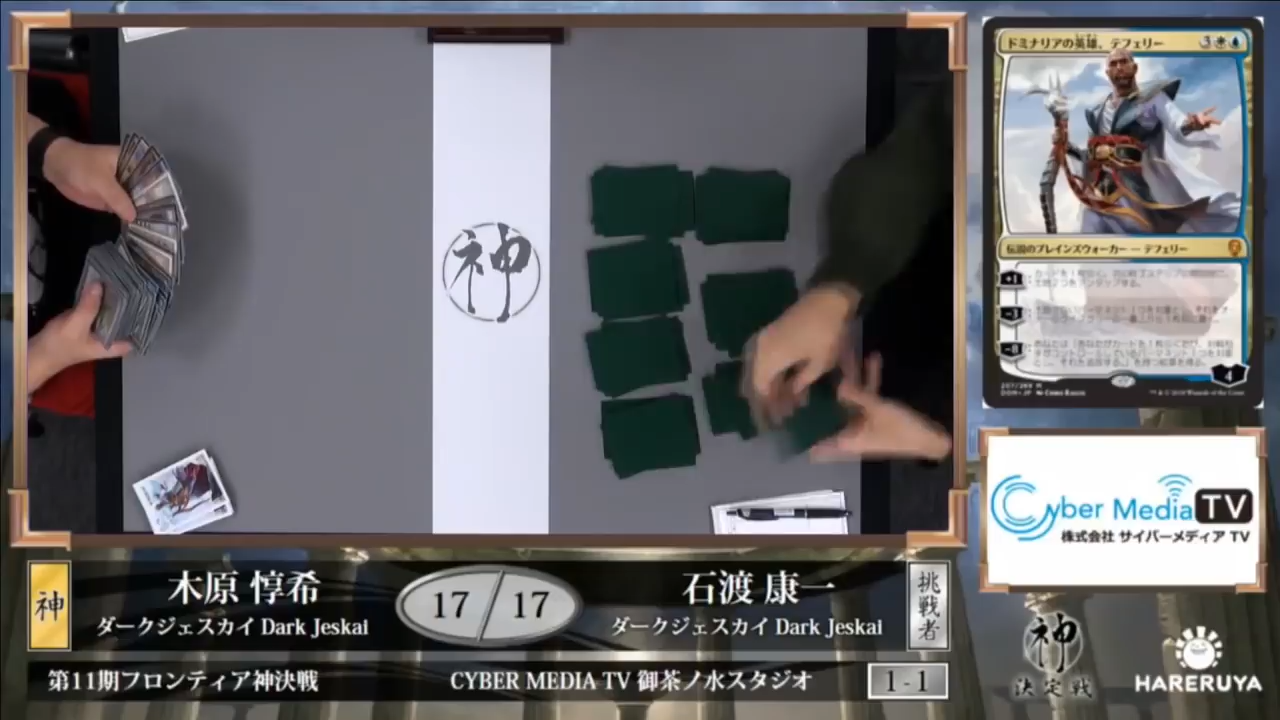 神
ドミナリアの英雄、テフェリー
3
伝説のプレインズウォーカー — テフェリー
+1
-3
-8
4
Cyber Media TV
株式会社 サイバーメディア TV
神
木原 惇希
ダークジェスカイ Dark Jeskai
17 / 17
石渡 康一
ダークジェスカイ Dark Jeskai
挑戦者
第11期フロンティア神決戦
CYBER MEDIA TV 御茶ノ水スタジオ
1 - 1
神
決定戦
HARERUYA